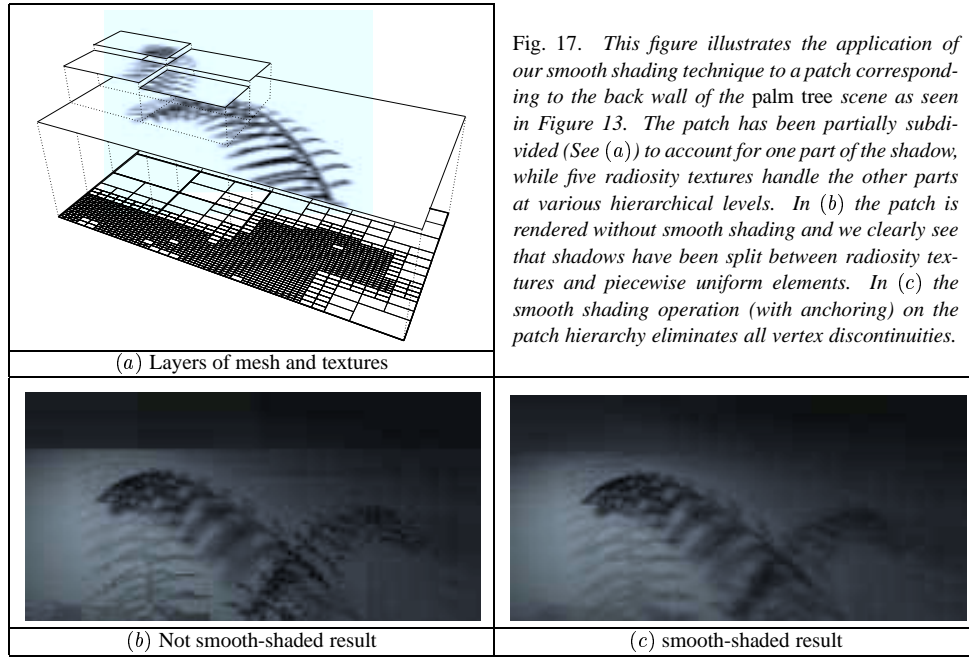 Fig. 17. This figure illustrates the application of
our smooth shading technique to a patch correspond-
ing to the back wall of the palm tree scene as seen
in Figure 13. The patch has been partially subdi-
vided (See (a)) to account for one part of the shadow,
while five radiosity textures handle the other parts
at various hierarchical levels. In (b) the patch is
rendered without smooth shading and we clearly see
that shadows have been split between radiosity tex-
tures and piecewise uniform elements. In (c) the
smooth shading operation (with anchoring) on the
patch hierarchy eliminates all vertex discontinuities.
(a) Layers of mesh and textures
(b) Not smooth-shaded result
(c) smooth-shaded result